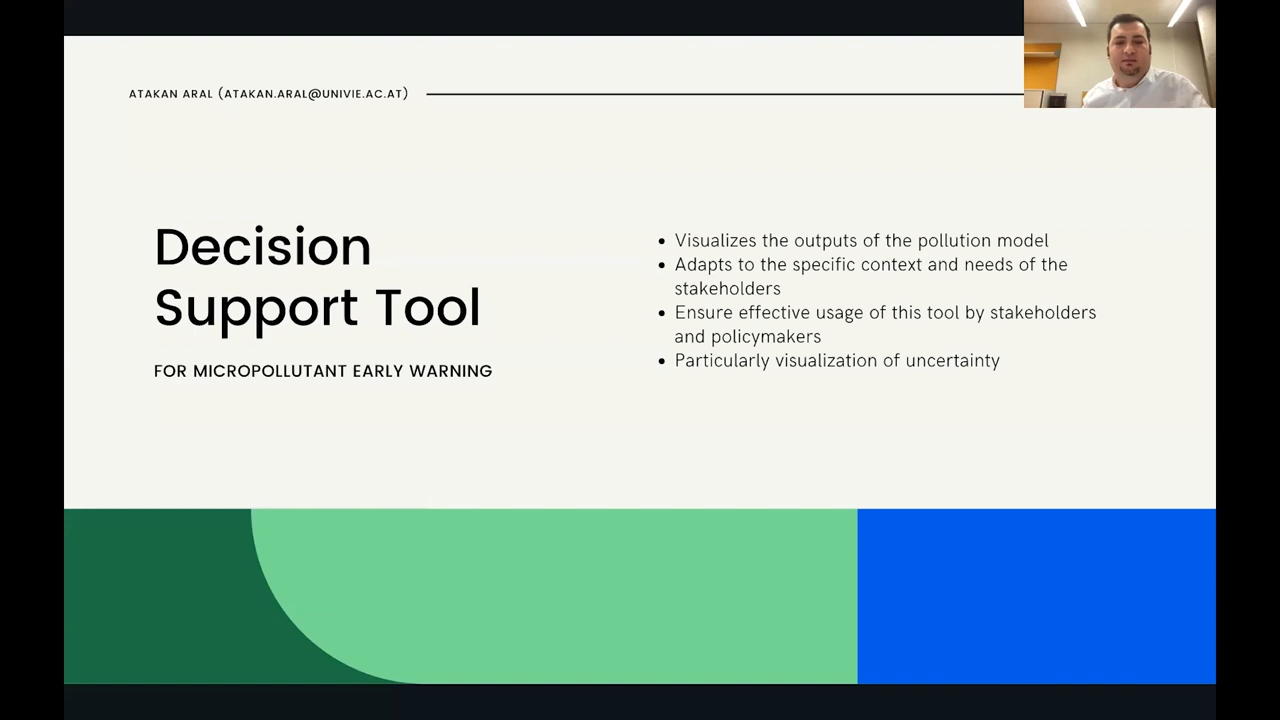 ATAKAN ARAL (ATAKAN.ARAL@UNIVIE.AC.AT)
Decision
Support Tool
FOR MICROPOLLUTANT EARLY WARNING
• Visualizes the outputs of the pollution model
• Adapts to the specific context and needs of the
stakeholders
• Ensure effective usage of this tool by stakeholders
and policymakers
• Particularly visualization of uncertainty